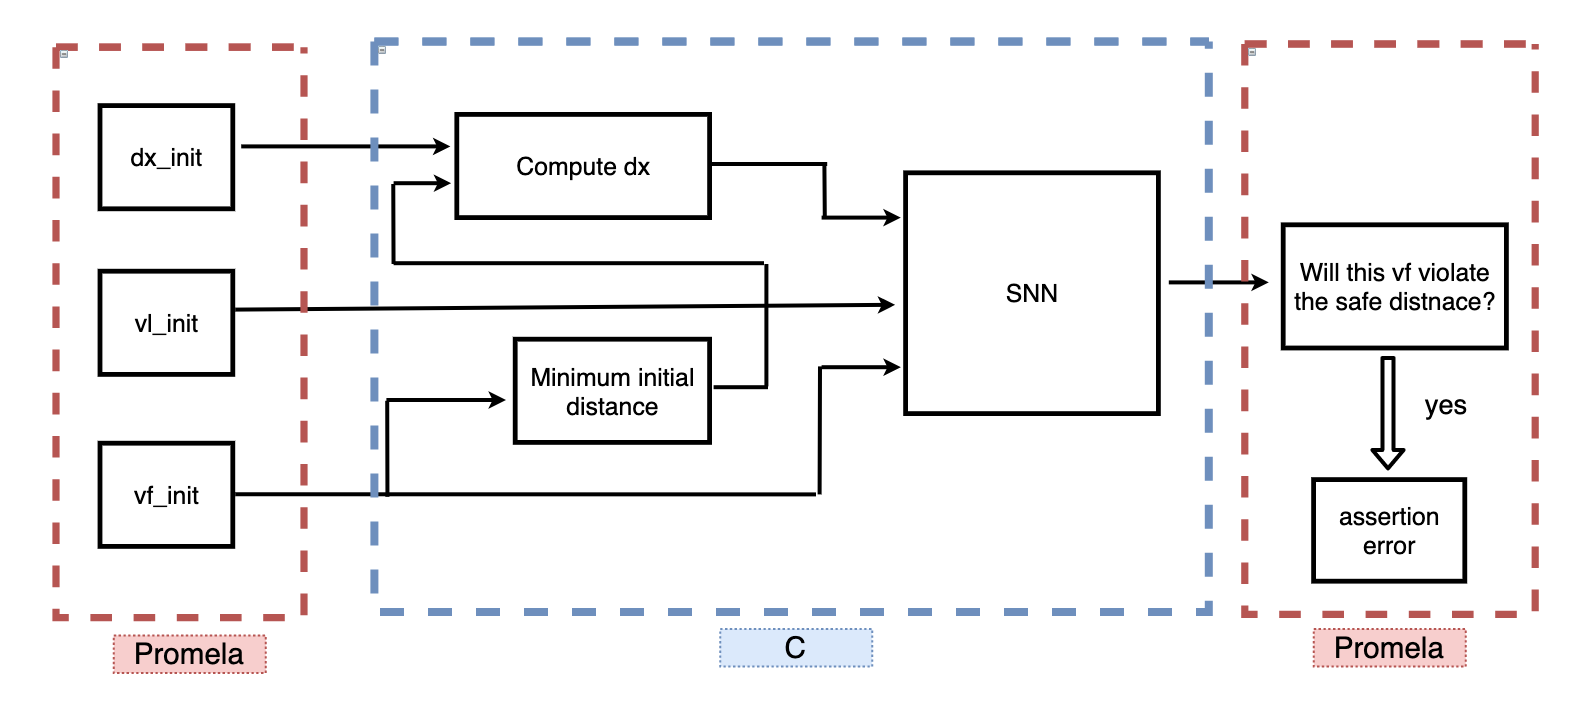 dx_init
vl_init
vf_init
Promela
Compute dx
Minimum initial
distance
SNN
C
Will this vf violate
the safe distnace?
yes
assertion
error
Promela